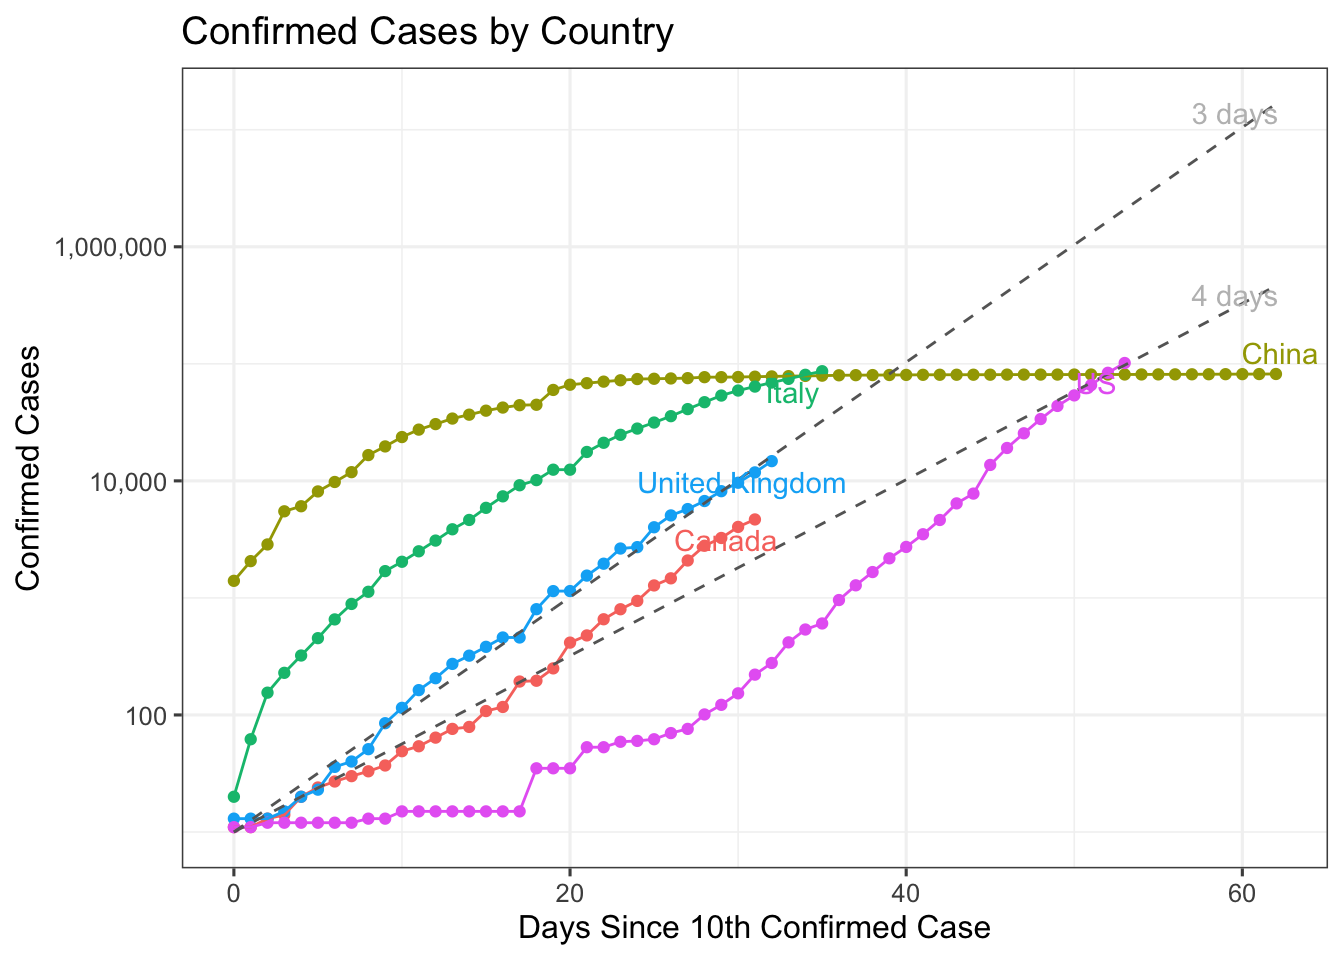 Confirmed Cases by Country
3 days
1,000,000
4 days
China
US
Italy
10,000
United Kingdom
Canada
100
0
20
40
60
Days Since 10th Confirmed Case
Confirmed Cases